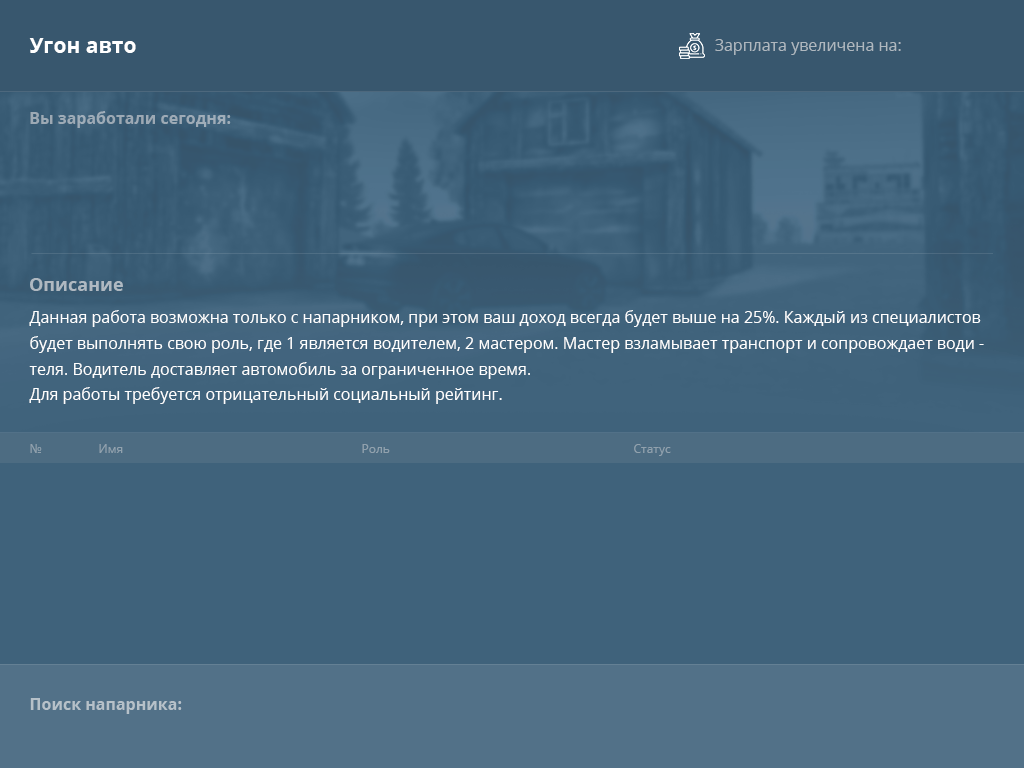 Угон авто
Зарплата увеличена на:
Вы заработали сегодня:
Описание
Данная работа возможна только с напарником, при этом ваш доход всегда будет выше на 25%. Каждый из специалистов
будет выполнять свою роль, где 1 является водителем, 2 мастером. Мастер взламывает транспорт и сопровождает води -
теля. Водитель доставляет автомобиль за ограниченное время.
Для работы требуется отрицательный социальный рейтинг.
№ Имя Роль Статус
Поиск напарника: